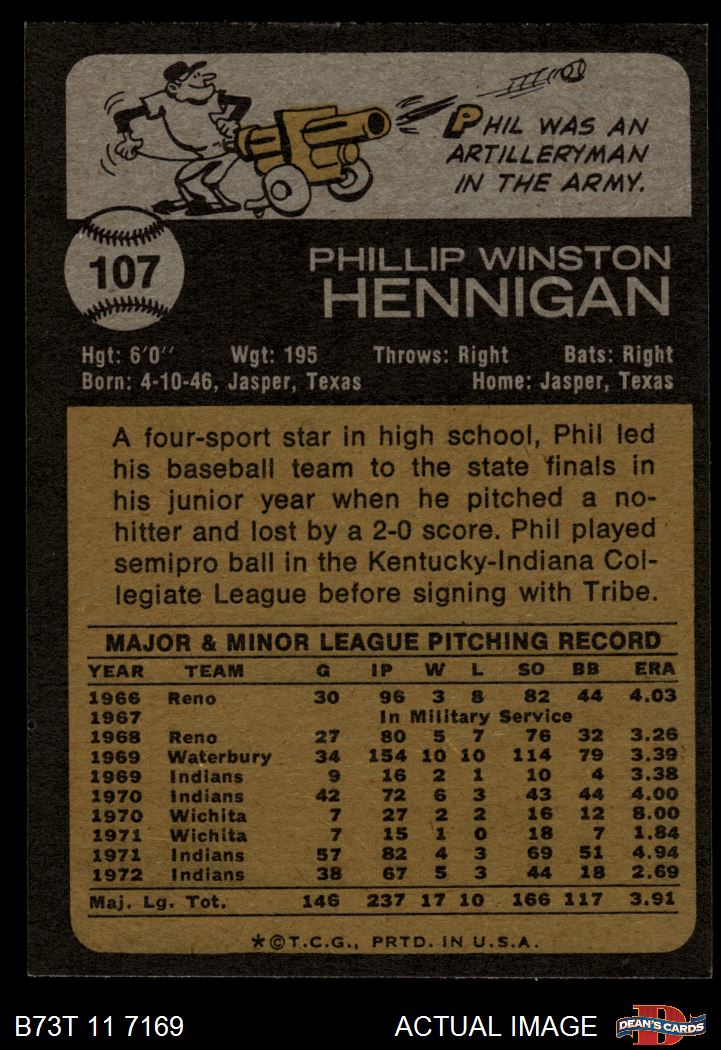 PHIL WAS AN
ARTILLERYMAN
IN THE ARMY.
107
PHILLIP WINSTON
HENNIGAN
Hgt: 6'0" Wgt: 195 Throws: Right Bats: Right
Born: 4-10-46, Jasper, Texas Home: Jasper, Texas
A four-sport star in high school, Phil led
his baseball team to the state finals in
his junior year when he pitched a no-
hitter and lost by a 2-0 score. Phil played
semipro ball in the Kentucky-Indiana Col-
legiate League before signing with Tribe.
MAJOR & MINOR LEAGUE PITCHING RECORD
YEAR TEAM G IP W L SO BB ERA
1966 Reno 30 96 3 8 82 44 4.03
1967 In Military Service
1968 Reno 27 80 5 7 76 32 3.26
1969 Waterbury 34 154 10 10 114 79 3.39
1969 Indians 9 16 2 1 10 4 3.38
1970 Indians 42 72 6 3 43 44 4.00
1970 Wichita 7 27 2 2 16 12 8.00
1971 Wichita 7 15 1 0 18 7 1.84
1971 Indians 57 82 4 3 69 51 4.94
1972 Indians 38 67 5 3 44 18 2.69
Maj. Lg. Tot. 146 237 17 10 166 117 3.91
*©T.C.G., PRTD. IN U.S.A.
B73T 11 7169 ACTUAL IMAGE
D
DEAN'S CARDS